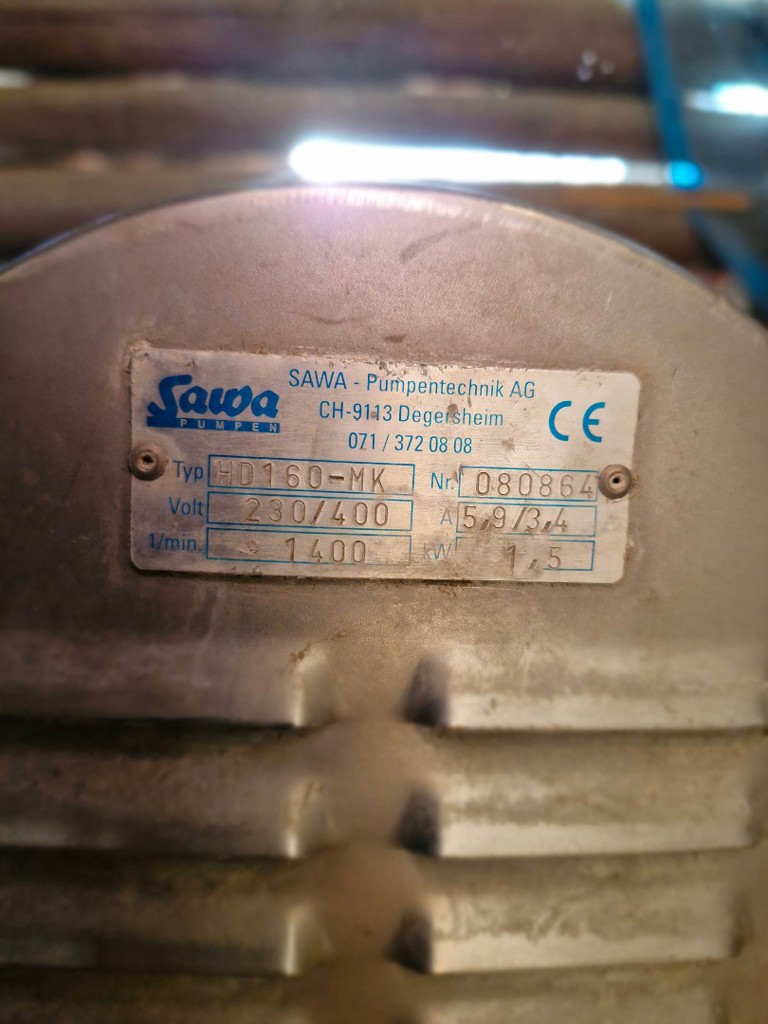 Sawa
PUMPEN
SAWA - Pumpentechnik AG
CH-9113 Degersheim
071 / 372 08 08
CE
Typ HD160-MK Nr. 080864
Volt 230/400 A 5,9/3,4
1/min. 1400 kW 1,5